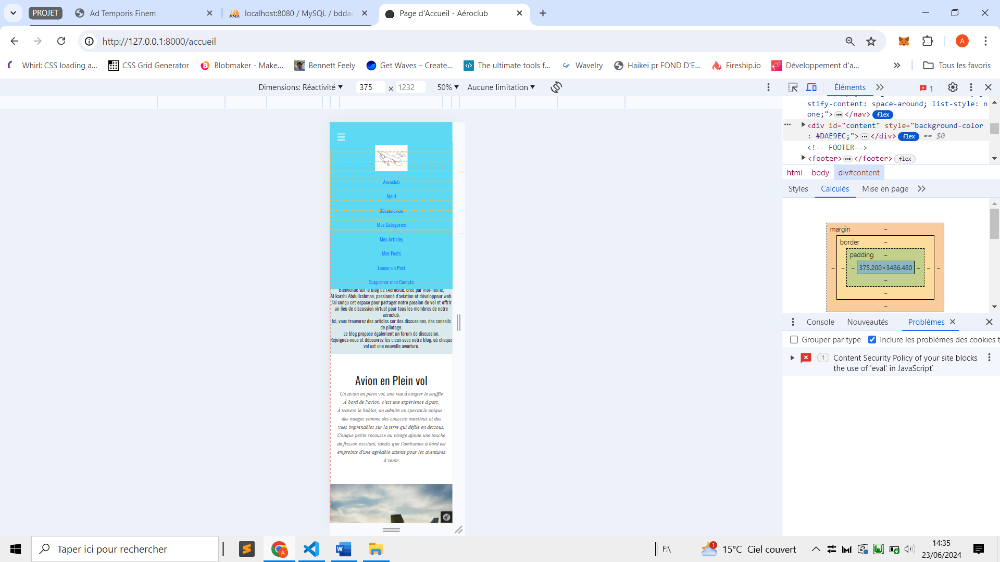 PROJET
Ad Temporis Finem
localhost:8080 / MySQL / bddae
Page d'Accueil - Aéroclub
http://127.0.0.1:8000/accueil
A
Whirl: CSS loading a...
CSS Grid Generator
Blobmaker - Make...
Bennett Feely
Get Waves – Create...
The ultimate tools f...
Wavelry
Haikei pr FOND D'E...
Fireship.io
Développement d'a...
Tous les favoris
Dimensions: Réactivité
375 × 1232
50%
Aucune limitation
Éléments
1
stify-content: space-around; list-style: n
one;"> </nav> flex
<div id="content" style="background-color
: #DAE9EC;"> </div> flex == $0
<!-- FOOTER-->
<footer> </footer> flex
html body div#content
Styles Calculés Mise en page
margin –
border –
padding –
– – – 375.200×3486.480 – – –
–
–
–
Console Nouveautés Problèmes
Grouper par type Inclure les problèmes des cookies t
1 Content Security Policy of your site blocks
the use of 'eval' in JavaScript`
Aeroclub
Ajout
Déconnexion
Mes Categories
Mes Articles
Mes Posts
Lancer un Post
Supprimer mon Compte
Bienvenue sur le blog de l'Aéroclub, créé par moi-même,
Al karshi Abdullrahman, passionné d'aviation et développeur web.
J'ai conçu cet espace pour partager notre passion du vol et offrir
un lieu de discussion virtuel pour tous les membres de notre
aéroclub.
Ici, vous trouverez des articles sur des discussions, des conseils
de pilotage.
Le blog propose également un forum de discussion.
Rejoignez-nous et découvrez les cieux avec notre blog, où chaque
vol est une nouvelle aventure.
Avion en Plein vol
Un avion en plein vol, une vue à couper le souffle
À bord de l'avion, c'est une expérience à part.
À travers le hublot, on admire un spectacle unique :
des nuages comme des coussins moelleux et des
vues imprenables sur la terre qui défile en dessous.
Chaque petite secousse ou virage ajoute une touche
de frisson excitant, tandis que l'ambiance à bord est
empreinte d'une agréable attente pour les aventures
à venir.
Taper ici pour rechercher
F:\
1
15°C Ciel couvert
14:35
23/06/2024